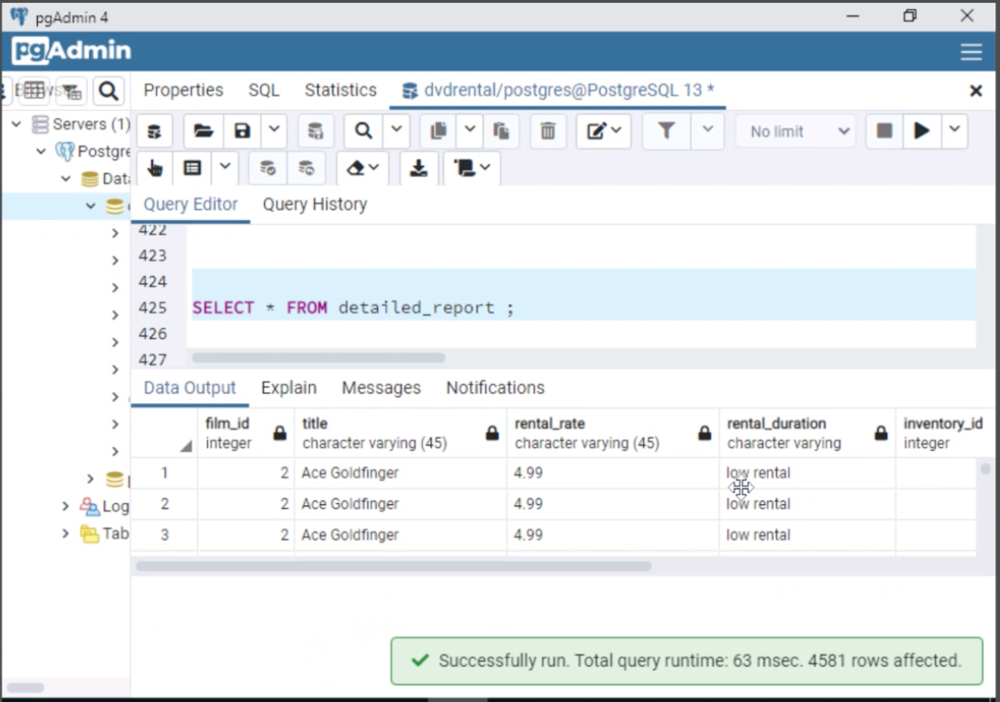 pgAdmin 4
pgAdmin
Properties SQL Statistics dvdrental/postgres@PostgreSQL 13 *
Servers (1)
Postgre
Data
Log
Tab
No limit
Query Editor Query History
422
423
424
425 SELECT * FROM detailed_report ;
426
427
Data Output Explain Messages Notifications
film_id title rental_rate rental_duration inventory_id
integer character varying (45) character varying (45) character varying integer
1 2 Ace Goldfinger 4.99 low rental
2 2 Ace Goldfinger 4.99 low rental
3 2 Ace Goldfinger 4.99 low rental
Successfully run. Total query runtime: 63 msec. 4581 rows affected.